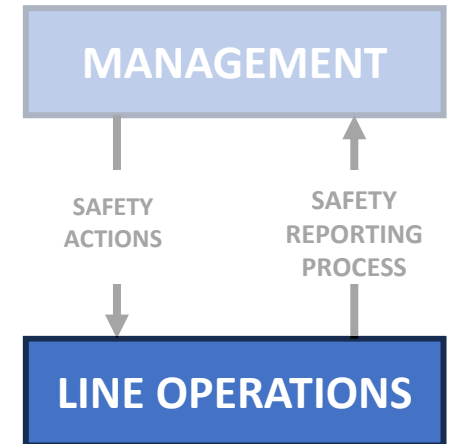 MANAGEMENT
SAFETY
ACTIONS
SAFETY
REPORTING
PROCESS
LINE OPERATIONS